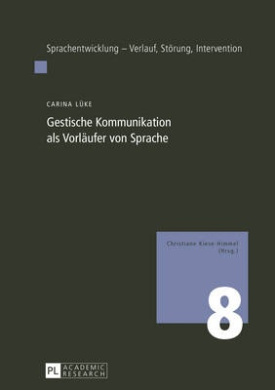 Sprachentwicklung – Verlauf, Störung, Intervention
CARINA LÜKE
Gestische Kommunikation
als Vorläufer von Sprache
Christiane Kiese-Himmel
(Hrsg.)
8
PL ACADEMIC
RESEARCH